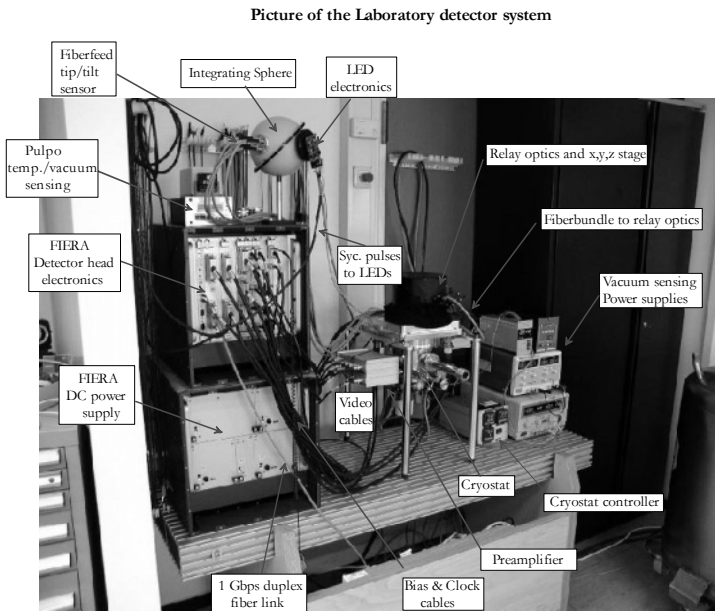 Picture of the Laboratory detector system
Fiberfeed
tip/tilt
sensor
Integrating Sphere
LED
electronics
Pulpo
temp./vacuum
sensing
Relay optics and x,y,z stage
Fiberbundle to relay optics
FIERA
Detector head
electronics
Syc. pulses
to LEDs
Vacuum sensing
Power supplies
FIERA
DC power
supply
Video
cables
Cryostat
Cryostat controller
Preamplifier
1 Gbps duplex
fiber link
Bias & Clock
cables